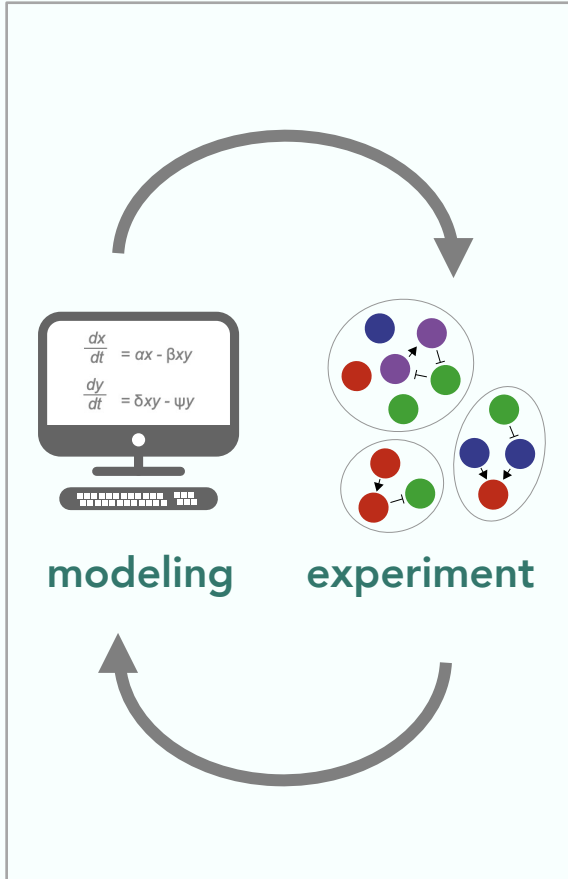 dx
dt = αx - βxy
dy
dt = δxy - ψy
modeling
experiment